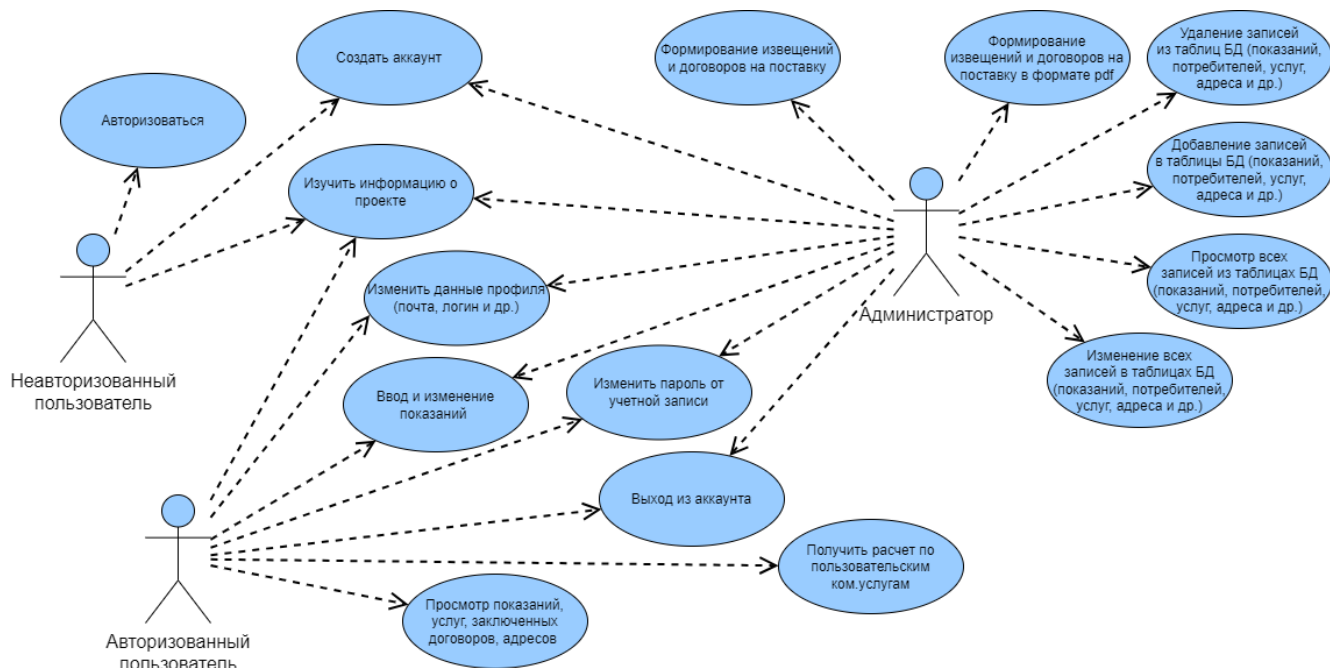 Создать аккаунт
Формирование извещений
и договоров на поставку
Формирование
извещений и договоров на
поставку в формате pdf
Удаление записей
из таблиц БД (показаний,
потребителей, услуг,
адреса и др.)
Авторизоваться
Добавление записей
в таблицы БД (показаний,
потребителей, услуг,
адреса и др.)
Изучить информацию о
проекте
Просмотр всех
записей из таблицах БД
(показаний, потребителей,
услуг, адреса и др.)
Изменить данные профиля
(почта, логин и др.)
Администратор
Неавторизованный
пользователь
Ввод и изменение
показаний
Изменить пароль от
учетной записи
Изменение всех
записей в таблицах БД
(показаний, потребителей,
услуг, адреса и др.)
Выход из аккаунта
Получить расчет по
пользовательским
ком.услугам
Просмотр показаний,
услуг, заключенных
договоров, адресов
Авторизованный
пользователь